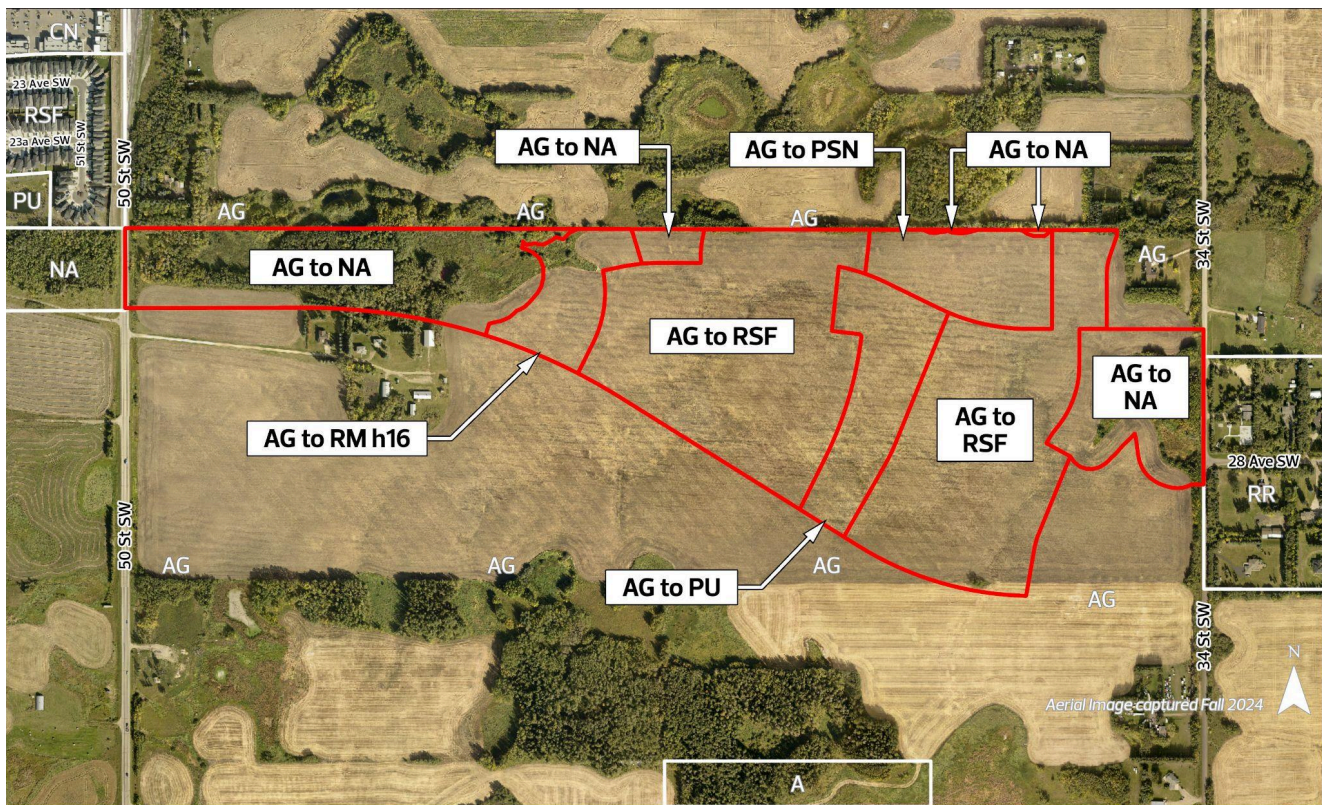 CN
23 Ave SW
RSF
51 St SW
23a Ave SW
50 St SW
PU
NA
AG to NA
AG to PSN
AG to NA
AG
AG
AG
AG
34 St SW
AG to NA
AG to RSF
AG to
NA
AG to RM h16
AG to
RSF
28 Ave SW
RR
50 St SW
AG
AG
AG
AG to PU
AG
34 St SW
N
Aerial Image captured Fall 2024
A